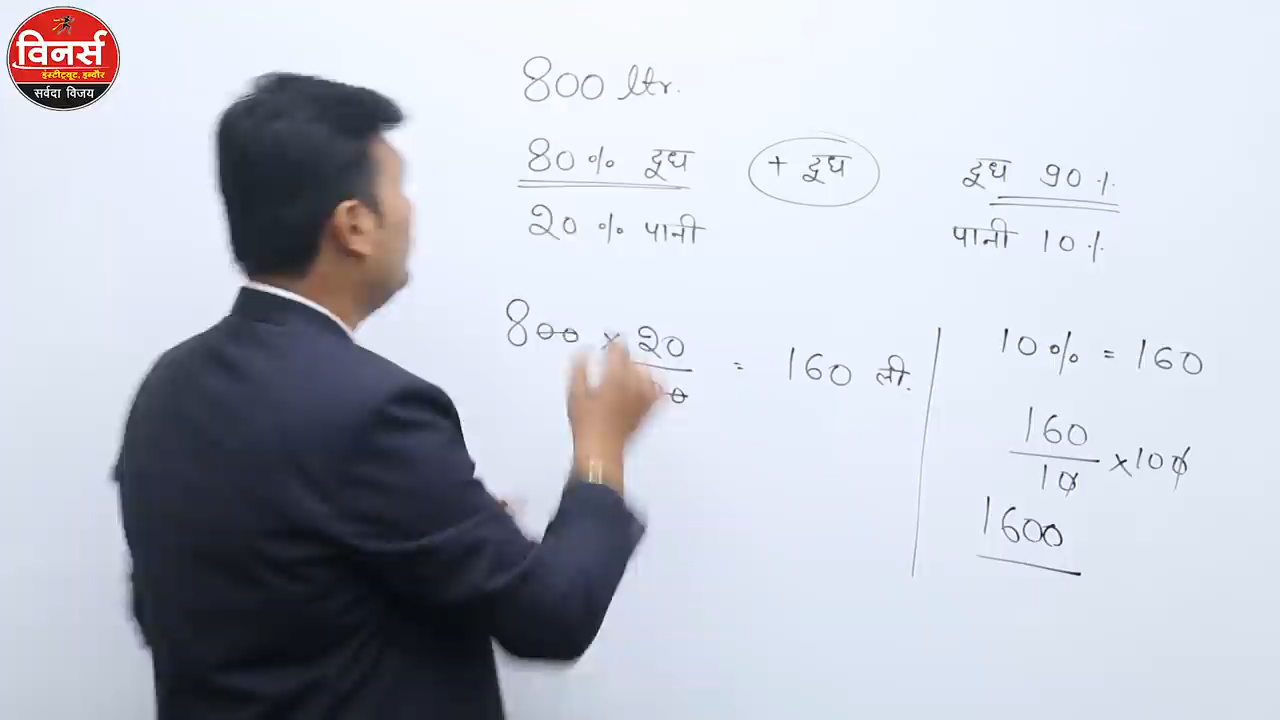 विनर्स
इंस्टीट्यूट, इन्दौर
सर्वदा विजय
800 ltr.
80 % दूध
+ दूध
दूध 90 %
20 % पानी
पानी 10 %
800 × 20
= 160 ली.
10 % = 160
160
10 × 100
1600